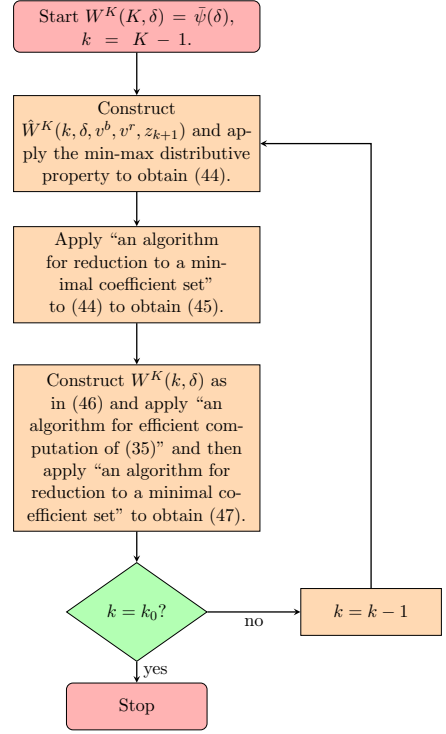 Start $W^K(K, \delta) = \bar{\psi}(\delta)$,
$k = K - 1$.
Construct
$\hat{W}^K(k, \delta, v^b, v^r, z_{k+1})$ and ap-
ply the min-max distributive
property to obtain (44).
Apply “an algorithm
for reduction to a min-
imal coefficient set”
to (44) to obtain (45).
Construct $W^K(k, \delta)$ as
in (46) and apply “an
algorithm for efficient com-
putation of (35)” and then
apply “an algorithm for
reduction to a minimal co-
efficient set” to obtain (47).
$k = k_0$?
no
$k = k - 1$
yes
Stop